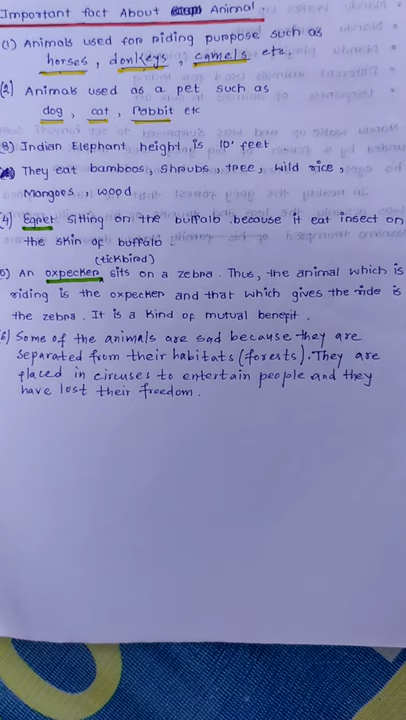 Important fact About Animal.
(1) Animals used for riding purpose such as
horses, donkeys, camels etc.
(2) Animals used as a pet such as
dog, cat, Rabbit etc
(3) Indian Elephant height is 10' feet
They eat bamboos, shrubs, tree, wild rice,
Mangoes, wood
(4) Egret sitting on the buffalo because it eat insect on
the skin of buffalo.
(tickbird)
5) An oxpecker sits on a zebra. Thus, the animal which is
riding is the oxpecker and that which gives the ride is
the zebra. It is a kind of mutual benefit.
6) Some of the animals are sad because they are
separated from their habitats (forests). They are
placed in circuses to entertain people and they
have lost their freedom.